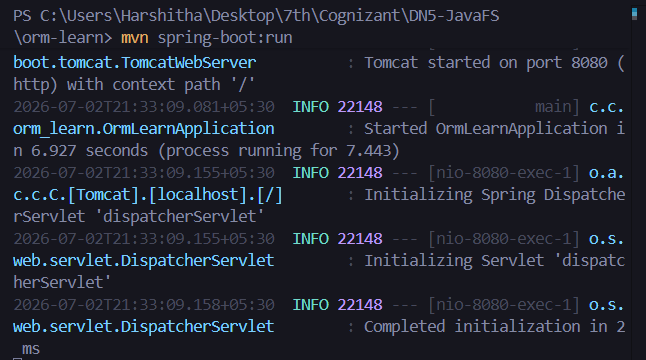 PS C:\Users\Harshitha\Desktop\7th\Cognizant\DN5-JavaFS
\orm-learn> mvn spring-boot:run
boot.tomcat.TomcatWebServer : Tomcat started on port 8080 (
http) with context path '/'
2026-07-02T21:33:09.081+05:30 INFO 22148 --- [ main] c.c.
orm_learn.OrmLearnApplication : Started OrmLearnApplication i
n 6.927 seconds (process running for 7.443)
2026-07-02T21:33:09.155+05:30 INFO 22148 --- [nio-8080-exec-1] o.a.
c.c.C.[Tomcat].[localhost].[/] : Initializing Spring Dispatche
rServlet 'dispatcherServlet'
2026-07-02T21:33:09.155+05:30 INFO 22148 --- [nio-8080-exec-1] o.s.
web.servlet.DispatcherServlet : Initializing Servlet 'dispatc
herServlet'
2026-07-02T21:33:09.158+05:30 INFO 22148 --- [nio-8080-exec-1] o.s.
web.servlet.DispatcherServlet : Completed initialization in 2
ms